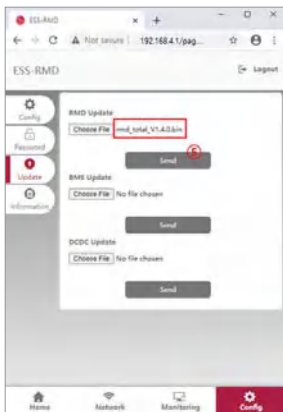 ESS-RMD
Not secure 192.168.4.1/pag...
ESS-RMD
Logout
Config
RMD Update
Choose File rmd_total_V1.4.0.bin
Password
⑤
Send
Update
BMS Update
Choose File No file chosen
Information
Send
DCDC Update
Choose File No file chosen
Send
Home Network Monitoring Config